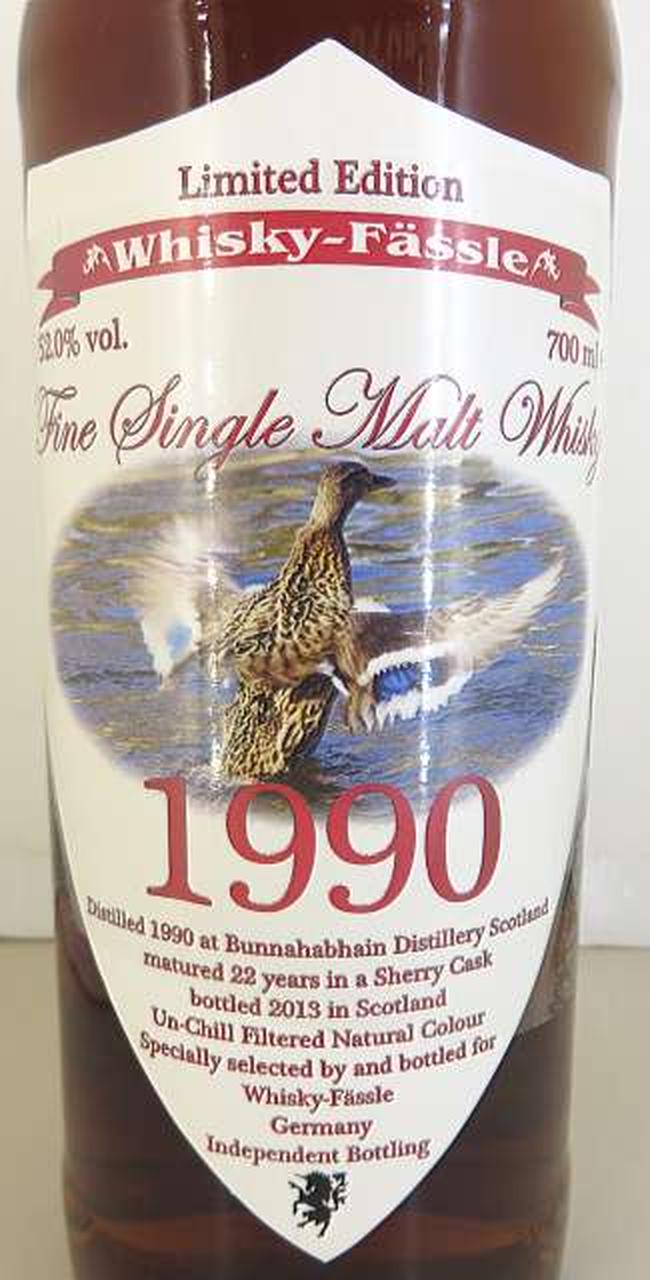 Limited Edition
Whisky-Fässle
52.0% vol.
700 ml
Fine Single Malt Whisky
1990
Distilled 1990 at Bunnahabhain Distillery Scotland
matured 22 years in a Sherry Cask
bottled 2013 in Scotland
Un-Chill Filtered Natural Colour
Specially selected by and bottled for
Whisky-Fässle
Germany
Independent Bottling